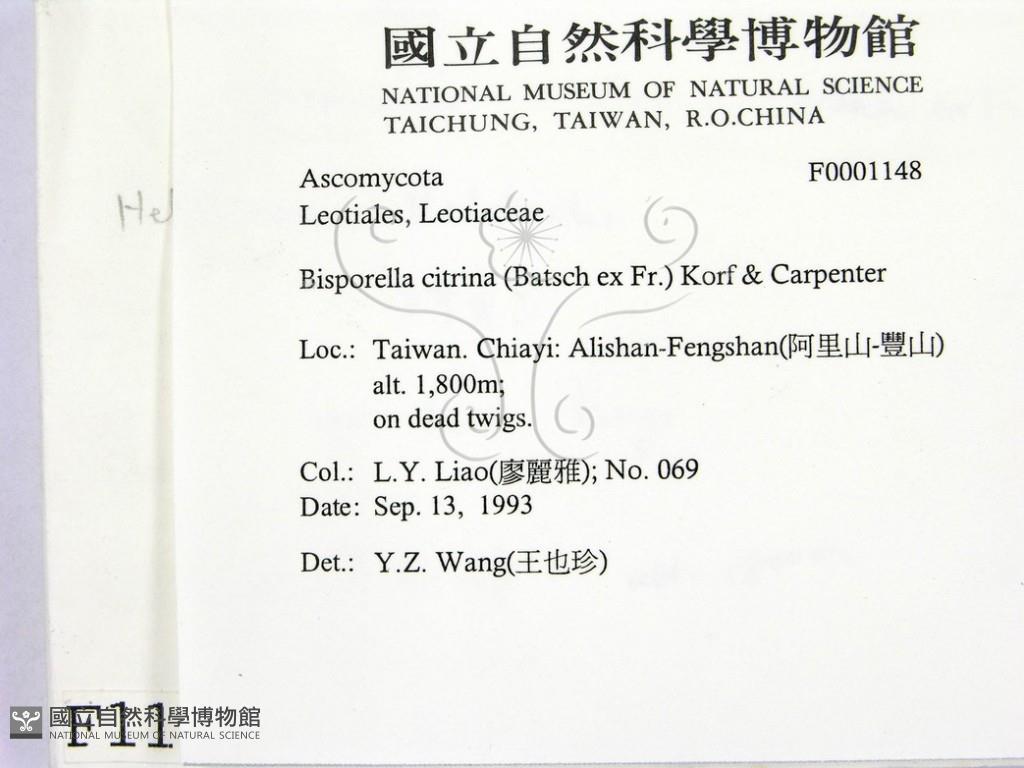 國立自然科學博物館
NATIONAL MUSEUM OF NATURAL SCIENCE
TAICHUNG, TAIWAN, R.O.CHINA
Ascomycota F0001148
Hel
Leotiales, Leotiaceae
Bisporella citrina (Batsch ex Fr.) Korf & Carpenter
Loc.: Taiwan. Chiayi: Alishan-Fengshan(阿里山-豐山)
alt. 1,800m;
on dead twigs.
Col.: L.Y. Liao(廖麗雅); No. 069
Date: Sep. 13, 1993
Det.: Y.Z. Wang(王也珍)
F11
國立自然科學博物館
NATIONAL MUSEUM OF NATURAL SCIENCE